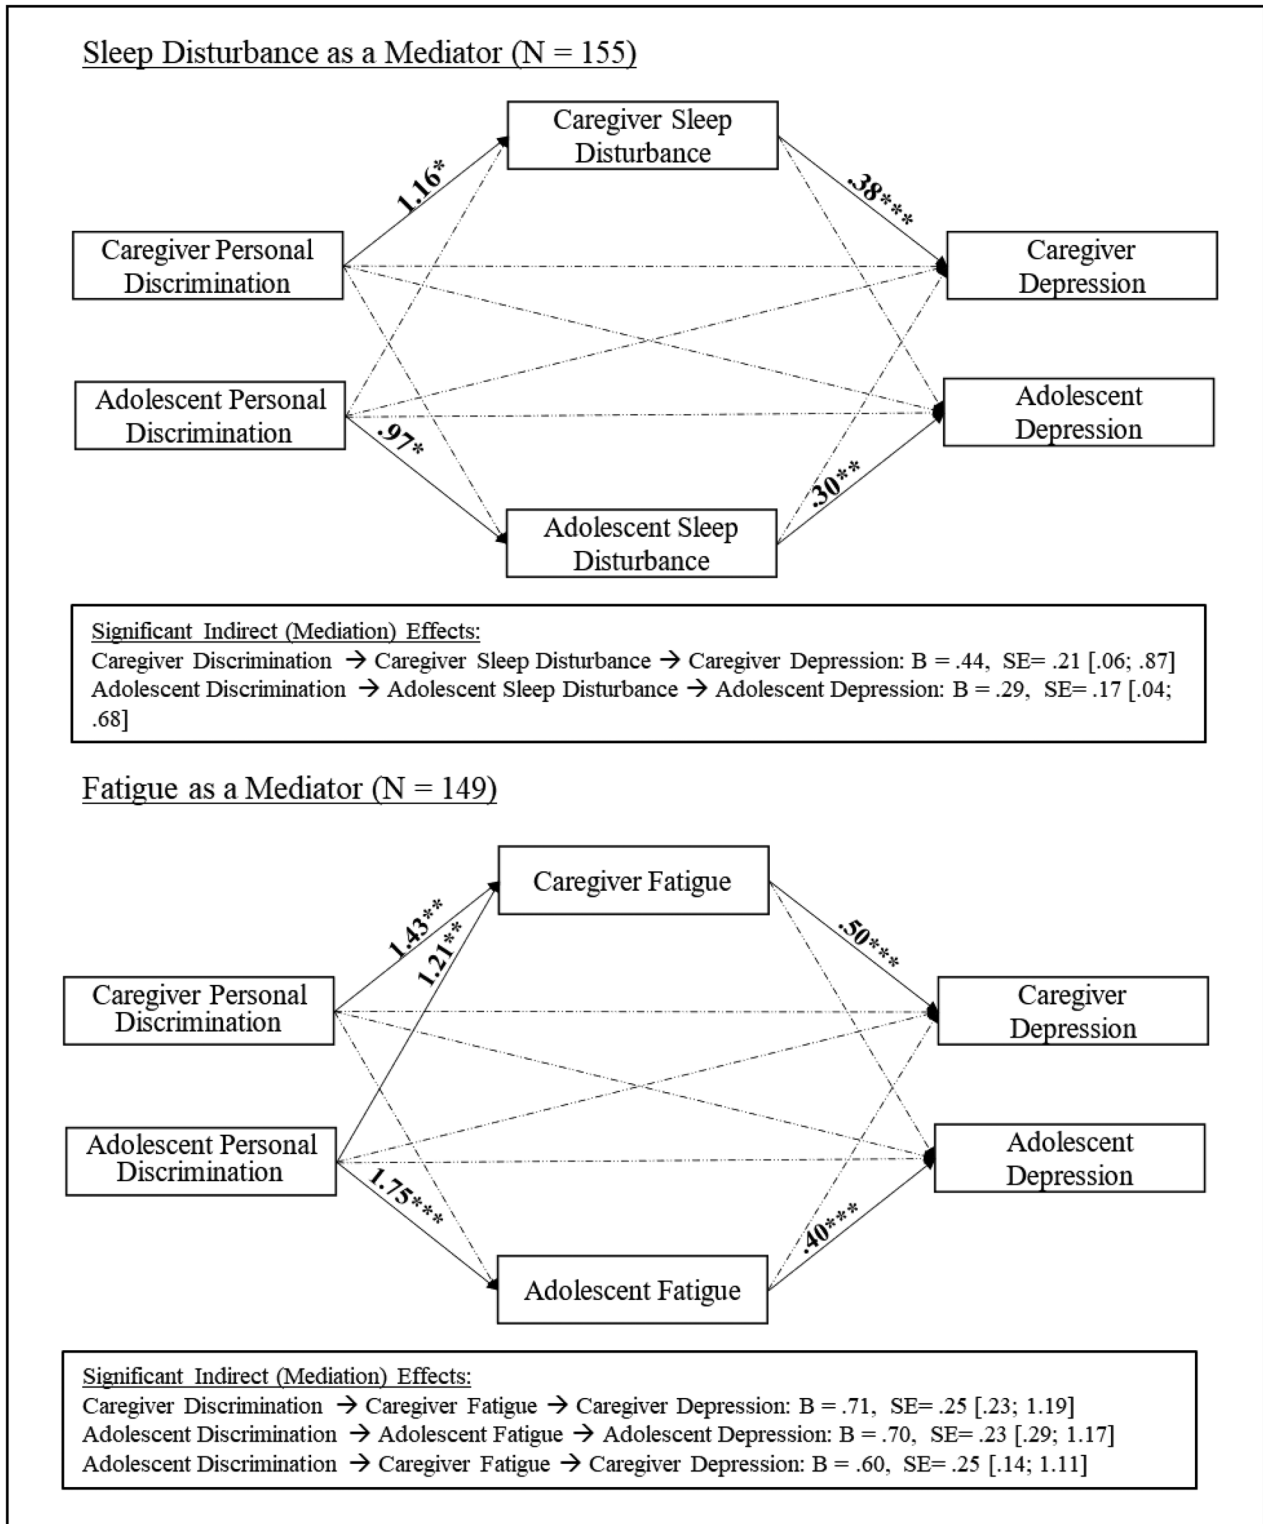 Sleep Disturbance as a Mediator (N = 155)
Caregiver Sleep
Disturbance
1.16*
.38***
Caregiver Personal
Discrimination
Caregiver
Depression
Adolescent Personal
Discrimination
Adolescent
Depression
.97*
.30**
Adolescent Sleep
Disturbance
Significant Indirect (Mediation) Effects:
Caregiver Discrimination → Caregiver Sleep Disturbance → Caregiver Depression: B = .44, SE= .21 [.06; .87]
Adolescent Discrimination → Adolescent Sleep Disturbance → Adolescent Depression: B = .29, SE= .17 [.04;
.68]
Fatigue as a Mediator (N = 149)
Caregiver Fatigue
1.43**
1.21**
.50***
Caregiver Personal
Discrimination
Caregiver
Depression
Adolescent Personal
Discrimination
Adolescent
Depression
1.75***
.40***
Adolescent Fatigue
Significant Indirect (Mediation) Effects:
Caregiver Discrimination → Caregiver Fatigue → Caregiver Depression: B = .71, SE= .25 [.23; 1.19]
Adolescent Discrimination → Adolescent Fatigue → Adolescent Depression: B = .70, SE= .23 [.29; 1.17]
Adolescent Discrimination → Caregiver Fatigue → Caregiver Depression: B = .60, SE= .25 [.14; 1.11]